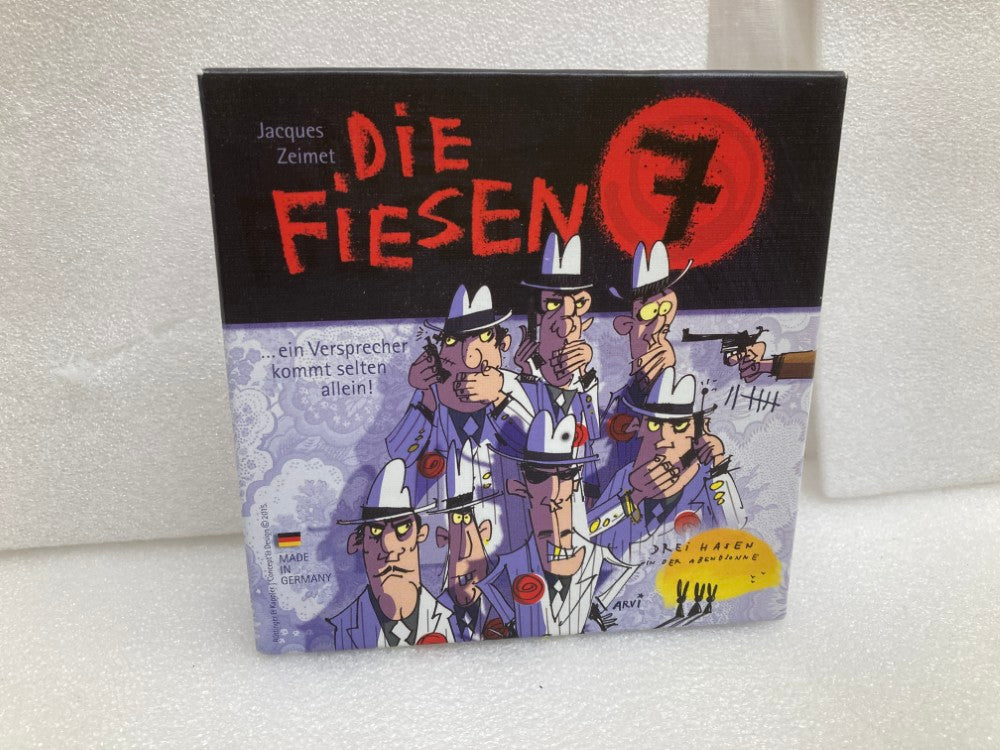 Jacques
Zeimet
DiE
FiESEN
7
...ein Versprecher
kommt selten
allein!
MADE
IN
GERMANY
DREI HASEN
IN DER ABENDSONNE
ARVi